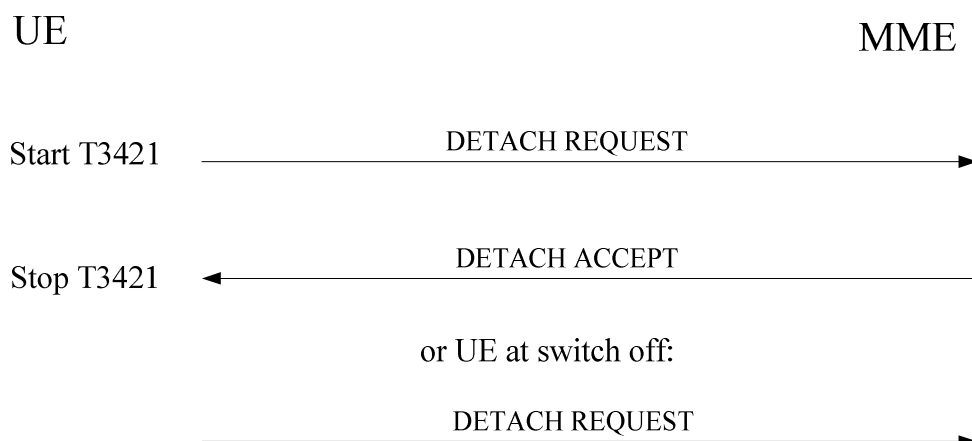 UE
MME
Start T3421
DETACH REQUEST
Stop T3421
DETACH ACCEPT
or UE at switch off:
DETACH REQUEST